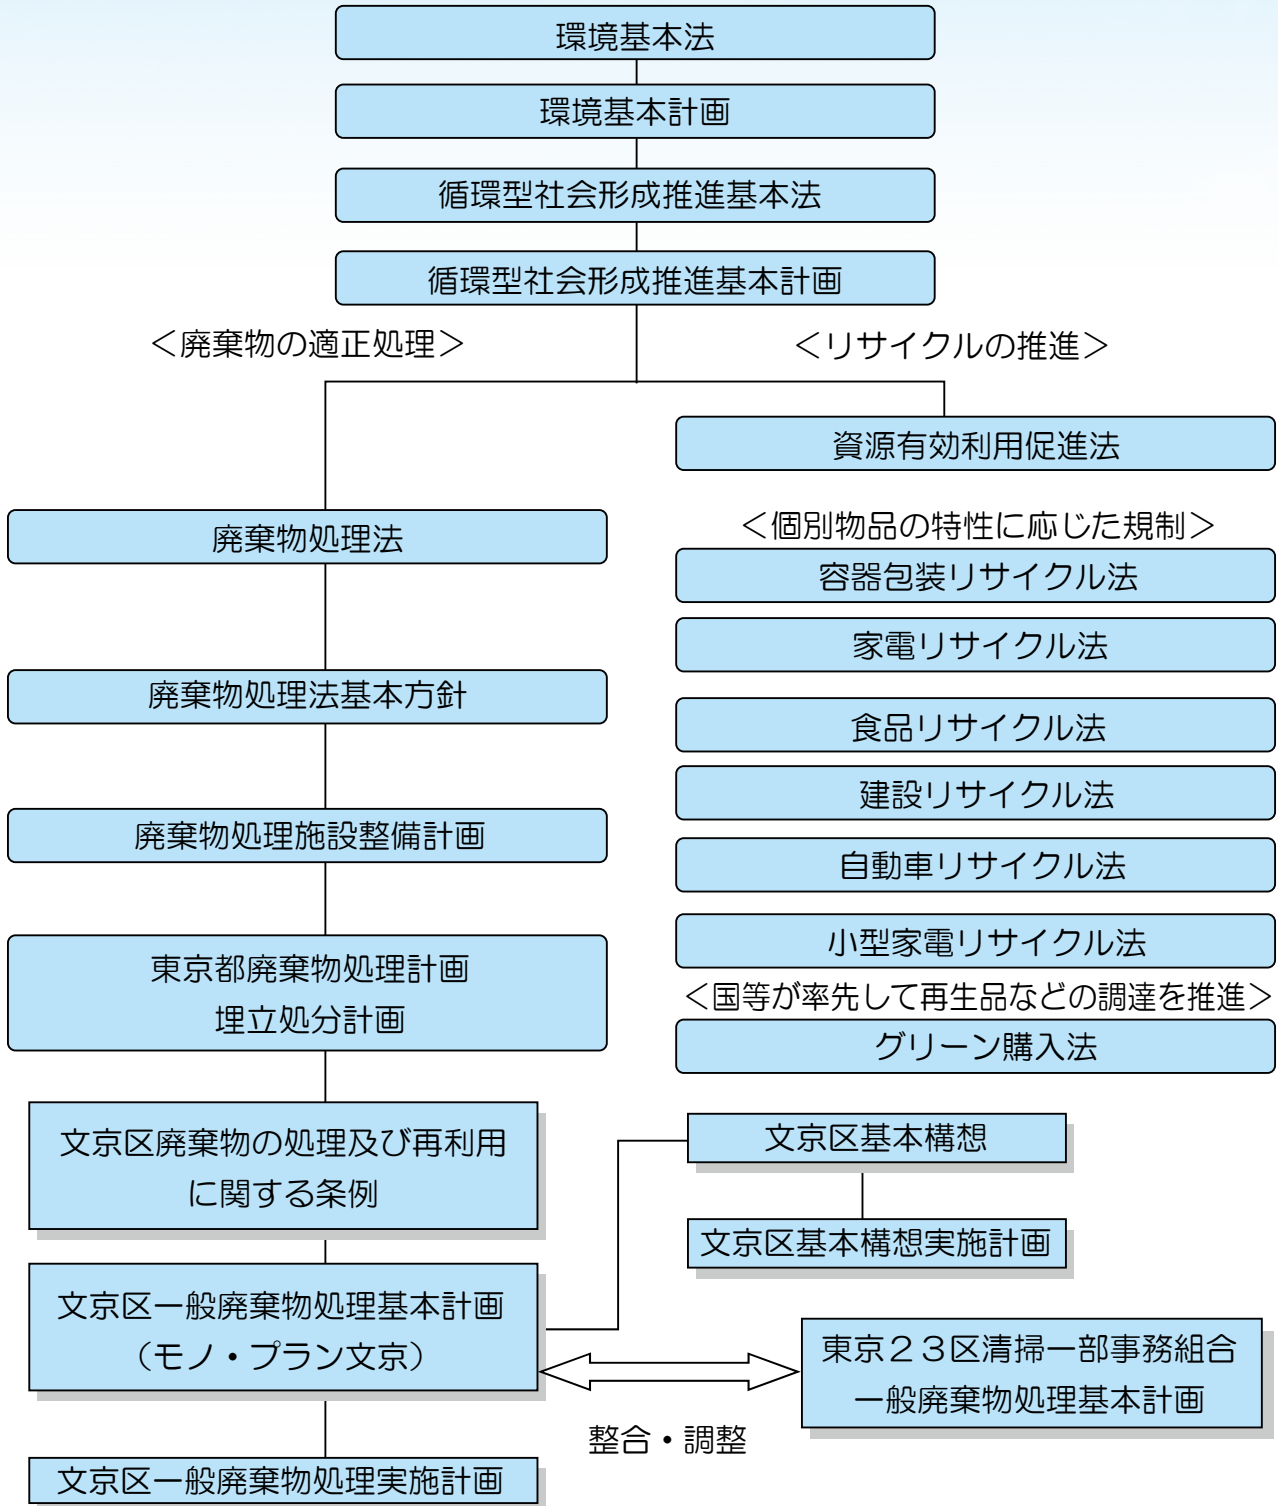 環境基本法
環境基本計画
循環型社会形成推進基本法
循環型社会形成推進基本計画
＜廃棄物の適正処理＞
＜リサイクルの推進＞
資源有効利用促進法
廃棄物処理法
＜個別物品の特性に応じた規制＞
容器包装リサイクル法
家電リサイクル法
廃棄物処理法基本方針
食品リサイクル法
建設リサイクル法
廃棄物処理施設整備計画
自動車リサイクル法
小型家電リサイクル法
東京都廃棄物処理計画
埋立処分計画
＜国等が率先して再生品などの調達を推進＞
グリーン購入法
文京区廃棄物の処理及び再利用
に関する条例
文京区基本構想
文京区基本構想実施計画
文京区一般廃棄物処理基本計画
（モノ・プラン文京）
東京２３区清掃一部事務組合
一般廃棄物処理基本計画
整合・調整
文京区一般廃棄物処理実施計画